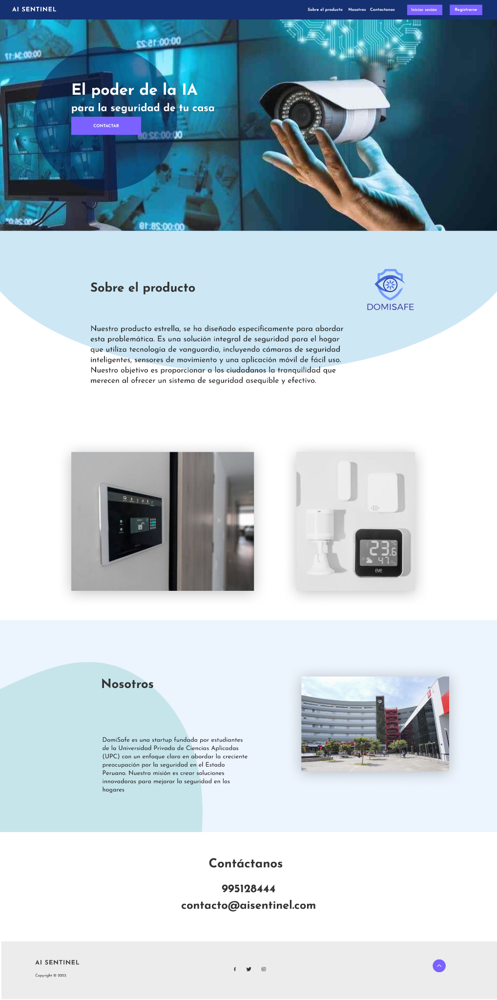 AI SENTINEL
Sobre el producto Nosotros Contactanos Iniciar sesión Registrarse
El poder de la IA
para la seguridad de tu casa
CONTACTAR
Sobre el producto
DOMISAFE
Nuestro producto estrella, se ha diseñado específicamente para abordar
esta problemática. Es una solución integral de seguridad para el hogar
que utiliza tecnología de vanguardia, incluyendo cámaras de seguridad
inteligentes, sensores de movimiento y una aplicación móvil de fácil uso.
Nuestro objetivo es proporcionar a los ciudadanos la tranquilidad que
merecen al ofrecer un sistema de seguridad asequible y efectivo.
23.6 °C
47
eve
Nosotros
DomiSafe es una startup fundada por estudiantes
de la Universidad Privada de Ciencias Aplicadas
(UPC) con un enfoque claro en abordar la creciente
preocupación por la seguridad en el Estado
Peruano. Nuestra misión es crear soluciones
innovadoras para mejorar la seguridad en los
hogares
Contáctanos
995128444
contacto@aisentinel.com
AI SENTINEL
Copyright © 2023.